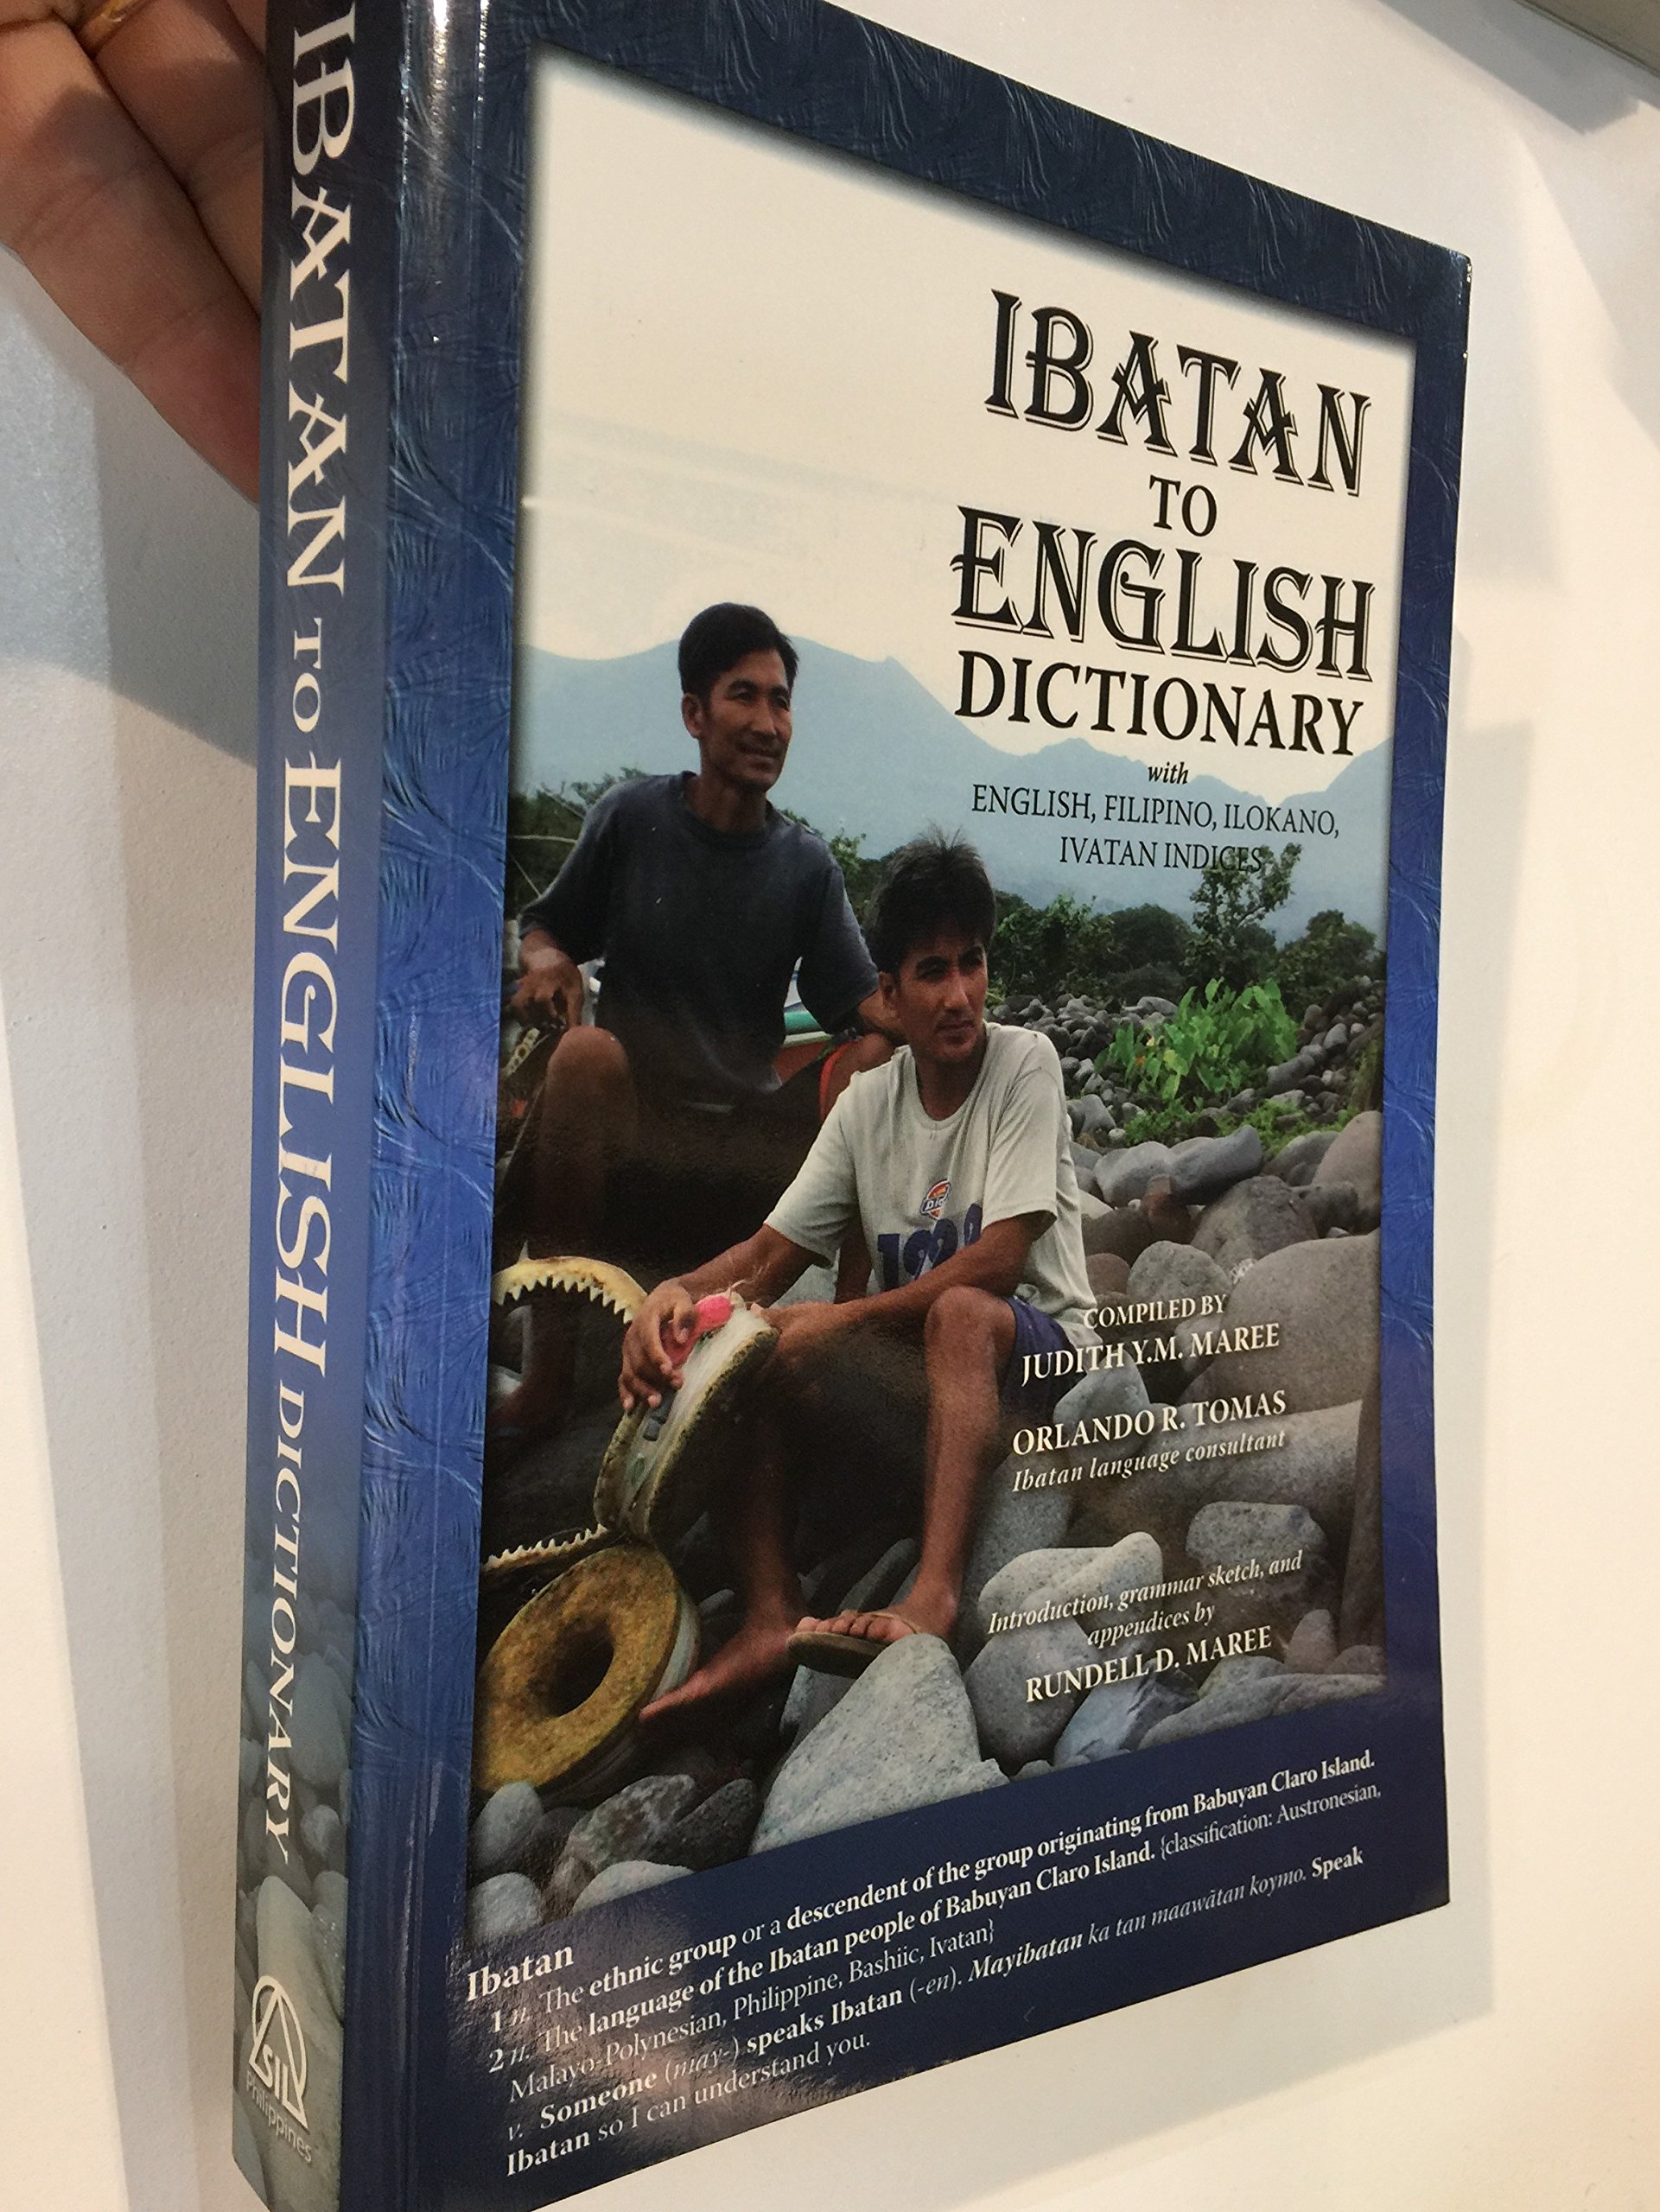 IBATAN TO ENGLISH DICTIONARY
SIL
Philippines
IBATAN
TO
ENGLISH
DICTIONARY
with
ENGLISH, FILIPINO, ILOKANO,
IVATAN INDICES
COMPILED BY
JUDITH Y.M. MAREE
ORLANDO R. TOMAS
Ibatan language consultant
Introduction, grammar sketch, and
appendices by
RUNDELL D. MAREE
Ibatan
1 n. The ethnic group or a descendent of the group originating from Babuyan Claro Island.
2 n. The language of the Ibatan people of Babuyan Claro Island. {classification: Austronesian,
Malayo-Polynesian, Philippine, Bashiic, Ivatan}
v. Someone (may-) speaks Ibatan (-en). Mayibatan ka tan maawātan koymo. Speak
Ibatan so I can understand you.